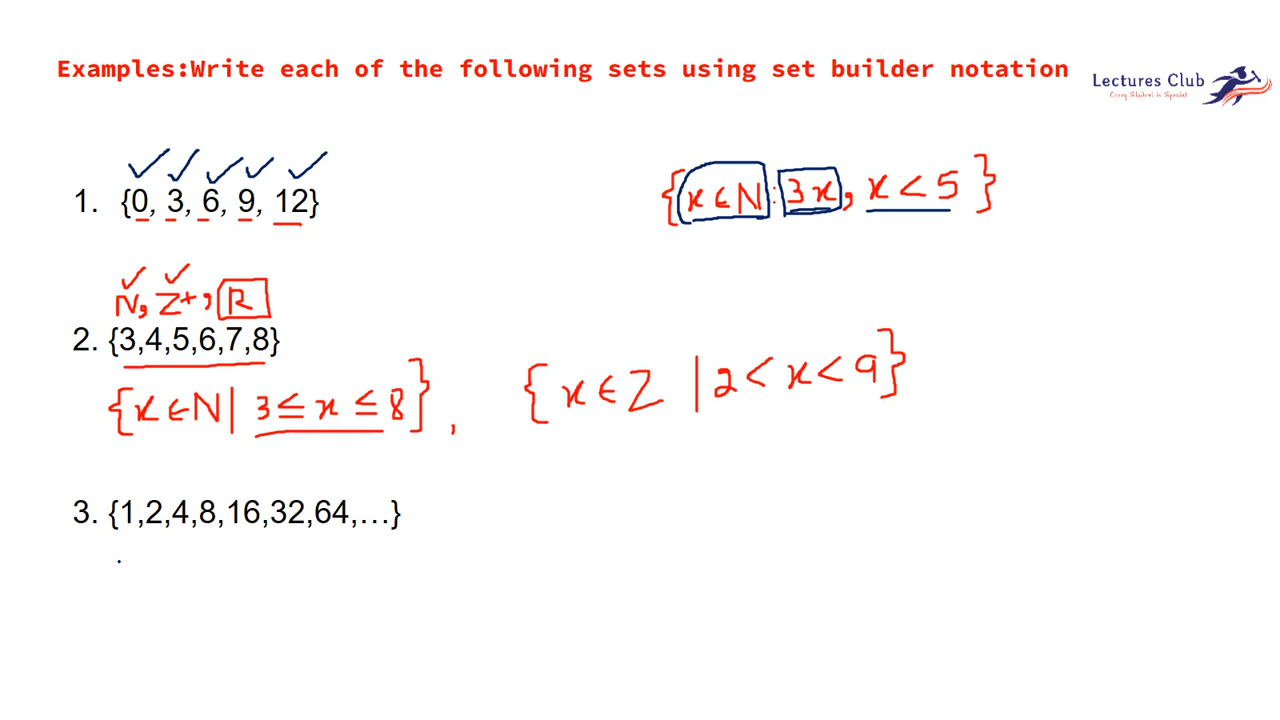 Examples:Write each of the following sets using set builder notation
Lectures Club
Every Student is Special
1. {0, 3, 6, 9, 12}
{x ∈ N : 3x, x < 5}
N, Z+, R
2. {3,4,5,6,7,8}
{x ∈ N | 3 ≤ x ≤ 8}, {x ∈ Z | 2 < x < 9}
3. {1,2,4,8,16,32,64,…}